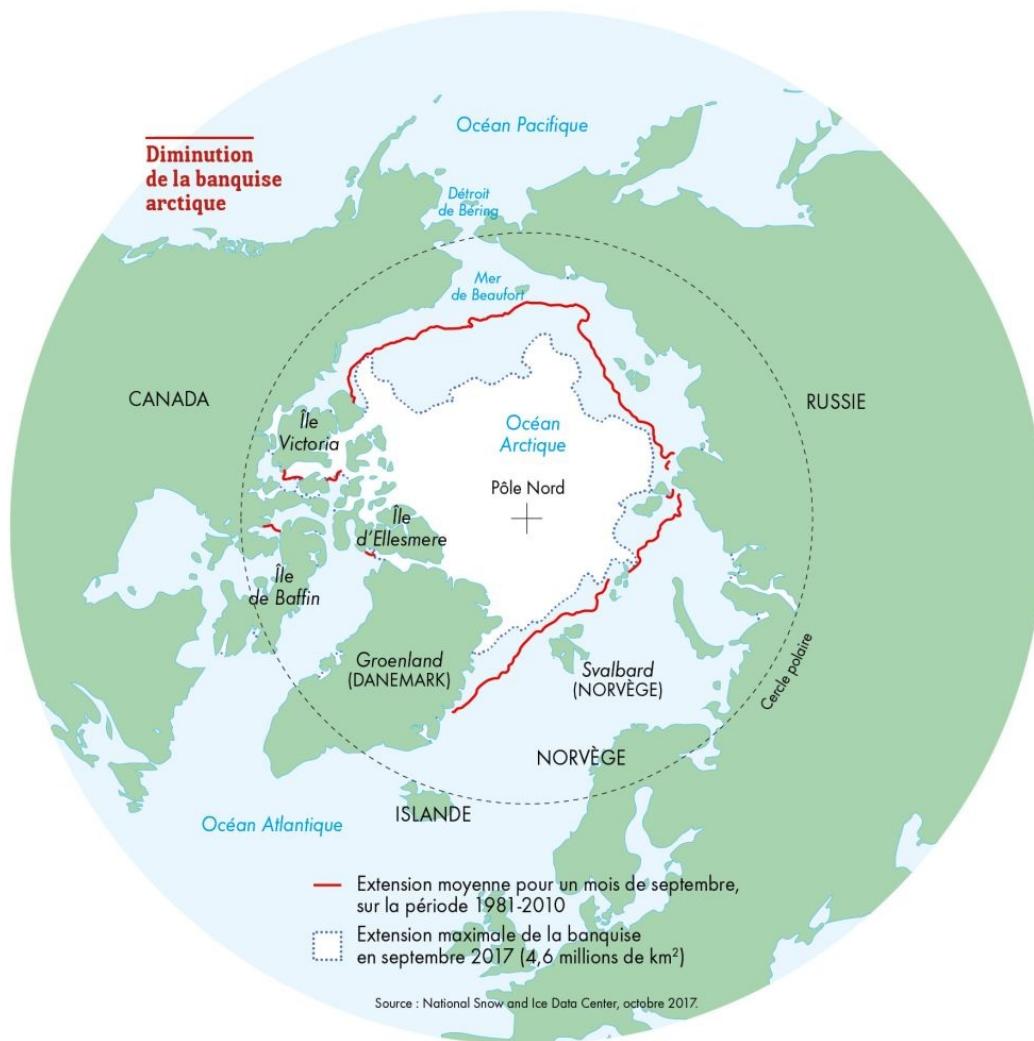 Diminution
de la banquise
arctique
Océan Pacifique
Détroit
de Béring
Mer
de Beaufort
CANADA
RUSSIE
Île
Victoria
Océan
Arctique
Pôle Nord
Île
d'Ellesmere
Île
de Baffin
Groenland
(DANEMARK)
Svalbard
(NORVÈGE)
Cercle polaire
NORVÈGE
ISLANDE
Océan Atlantique
Extension moyenne pour un mois de septembre,
sur la période 1981-2010
Extension maximale de la banquise
en septembre 2017 (4,6 millions de km²)
Source : National Snow and Ice Data Center, octobre 2017.